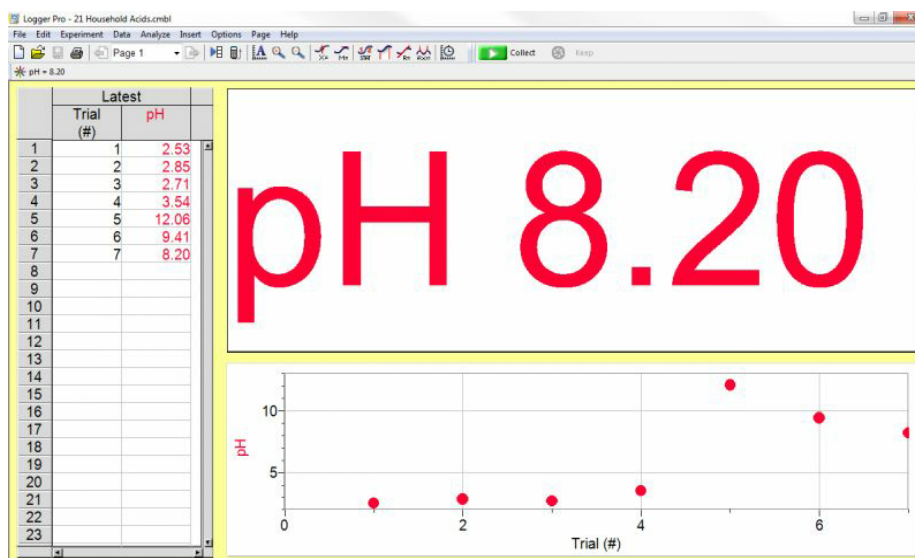 Logger Pro - 21 Household Acids.cmbl
File Edit Experiment Data Analyze Insert Options Page Help
Page 1 Collect Keep
pH = 8.20
Latest
Trial pH
(#)
1 1 2.53
2 2 2.85
3 3 2.71
4 4 3.54
5 5 12.06
6 6 9.41
7 7 8.20
8
9
10
11
12
13
14
15
16
17
18
19
20
21
22
23
pH 8.20
10
pH
5
0 2 4 6
Trial (#)